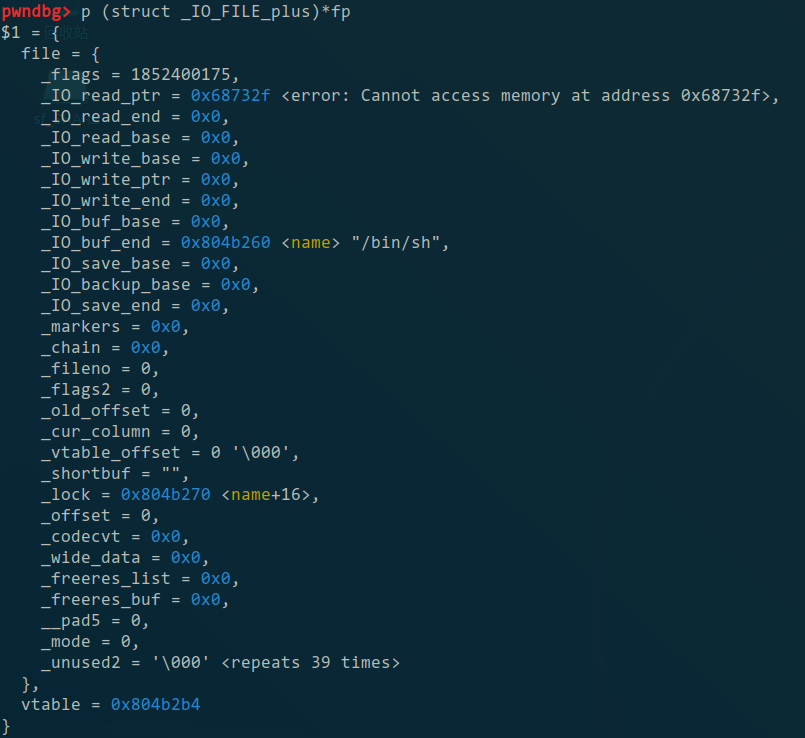 pwndbg> p (struct _IO_FILE_plus)*fp
$1 = {
  file = {
    _flags = 1852400175,
    _IO_read_ptr = 0x68732f <error: Cannot access memory at address 0x68732f>,
    _IO_read_end = 0x0,
    _IO_read_base = 0x0,
    _IO_write_base = 0x0,
    _IO_write_ptr = 0x0,
    _IO_write_end = 0x0,
    _IO_buf_base = 0x0,
    _IO_buf_end = 0x804b260 <name> "/bin/sh",
    _IO_save_base = 0x0,
    _IO_backup_base = 0x0,
    _IO_save_end = 0x0,
    _markers = 0x0,
    _chain = 0x0,
    _fileno = 0,
    _flags2 = 0,
    _old_offset = 0,
    _cur_column = 0,
    _vtable_offset = 0 '\000',
    _shortbuf = "",
    _lock = 0x804b270 <name+16>,
    _offset = 0,
    _codecvt = 0x0,
    _wide_data = 0x0,
    _freeres_list = 0x0,
    _freeres_buf = 0x0,
    __pad5 = 0,
    _mode = 0,
    _unused2 = '\000' <repeats 39 times>
  },
  vtable = 0x804b2b4
}